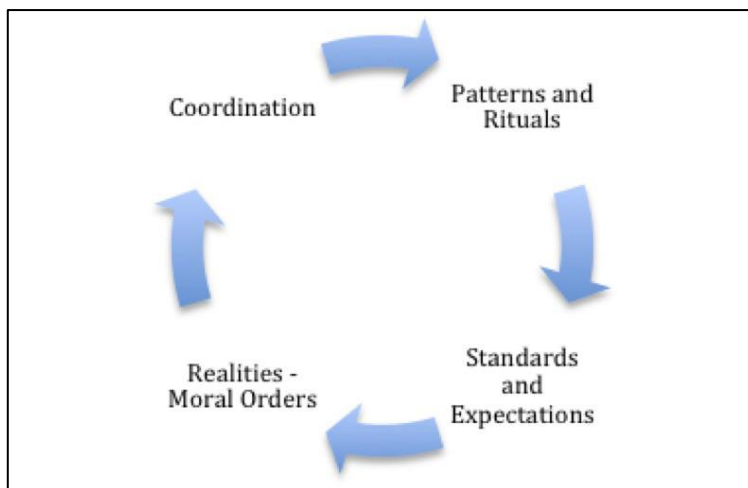 Coordination
Patterns and
Rituals
Standards
and
Expectations
Realities -
Moral Orders